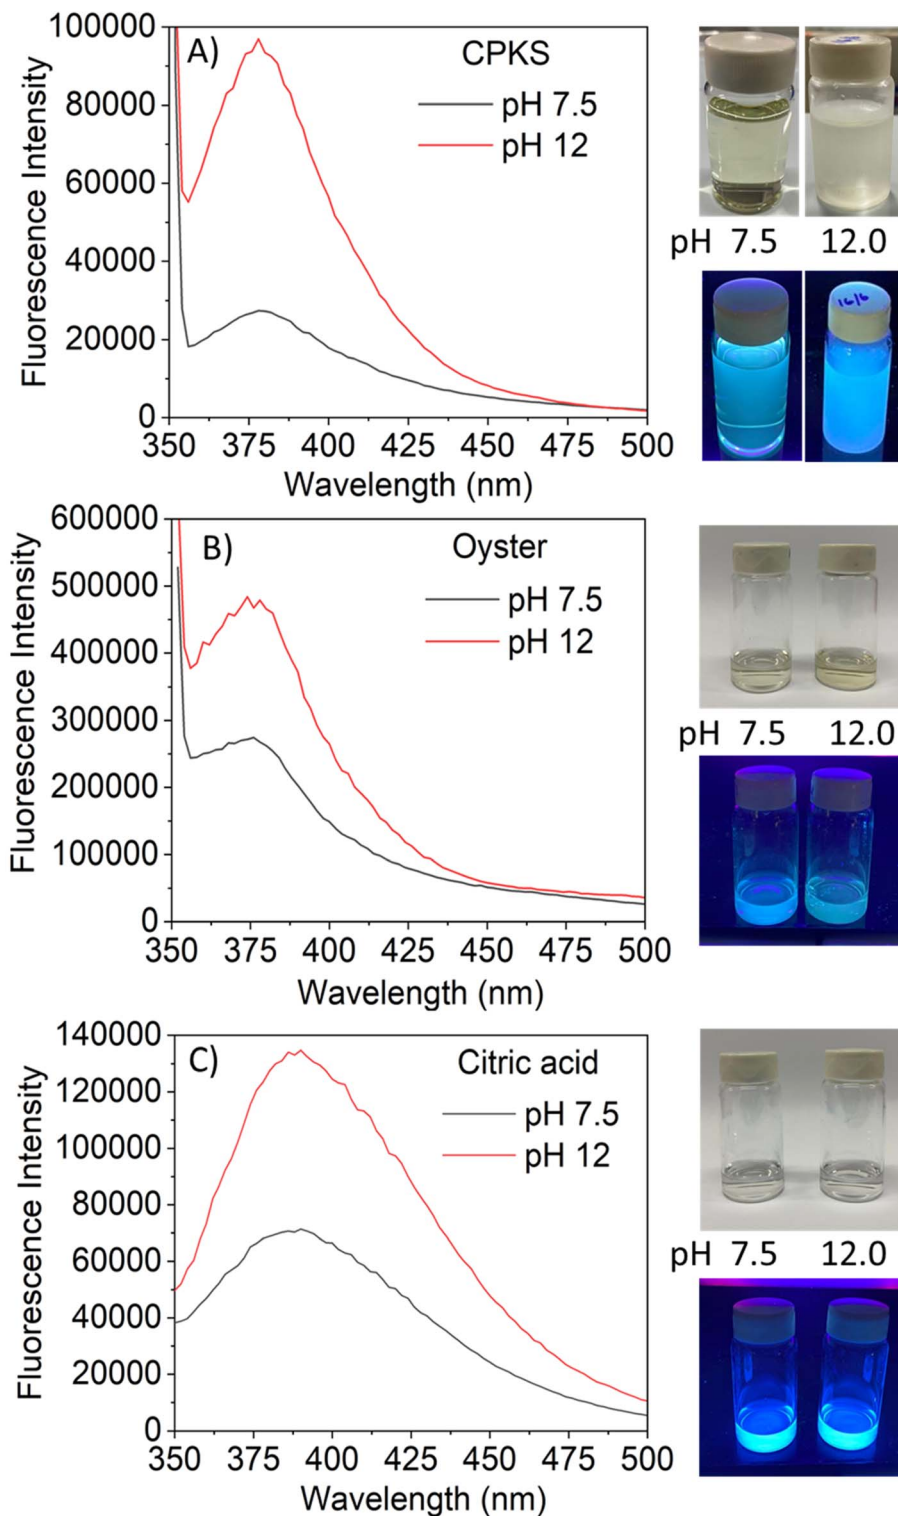 A)
CPKS
pH 7.5
pH 12
100000
80000
60000
40000
20000
0
Fluorescence Intensity
350 375 400 425 450 475 500
Wavelength (nm)
pH 7.5 12.0
16/6
B)
Oyster
pH 7.5
pH 12
600000
500000
400000
300000
200000
100000
0
Fluorescence Intensity
350 375 400 425 450 475 500
Wavelength (nm)
pH 7.5 12.0
C)
Citric acid
pH 7.5
pH 12
140000
120000
100000
80000
60000
40000
20000
0
Fluorescence Intensity
350 375 400 425 450 475 500
Wavelength (nm)
pH 7.5 12.0